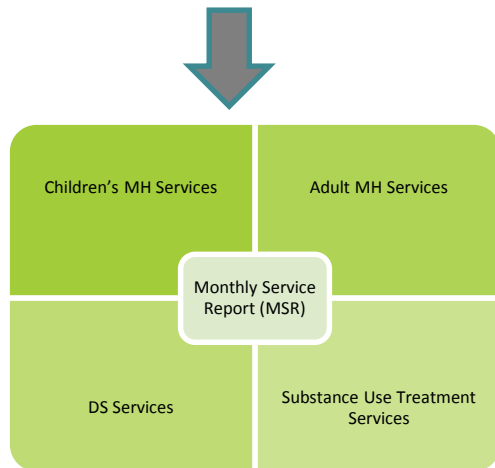 Children’s MH Services
Adult MH Services
Monthly Service
Report (MSR)
DS Services
Substance Use Treatment
Services